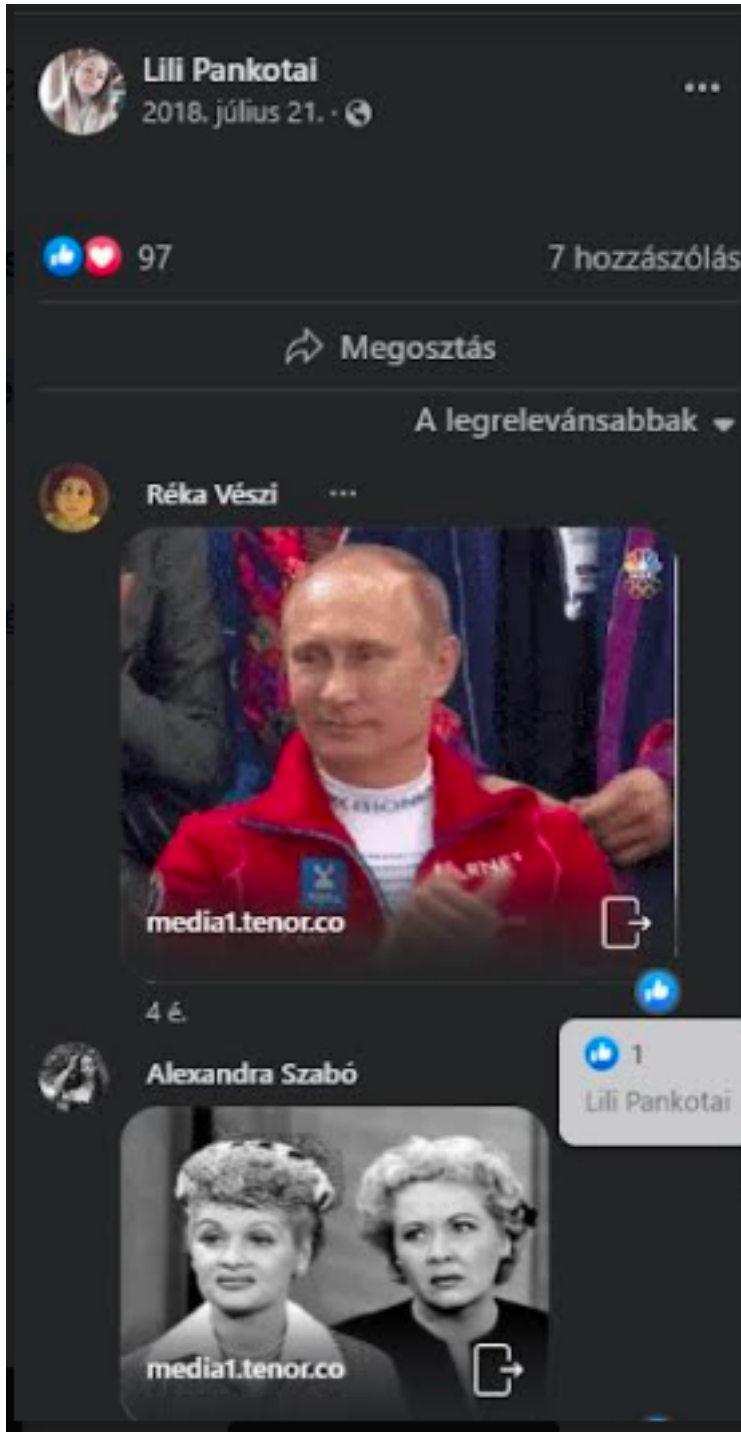 Lili Pankotai
2018. július 21. ·
97
7 hozzászólás
Megosztás
A legrelevánsabbak
Réka Vészi
media1.tenor.co
4 é.
1
Lili Pankotai
Alexandra Szabó
media1.tenor.co